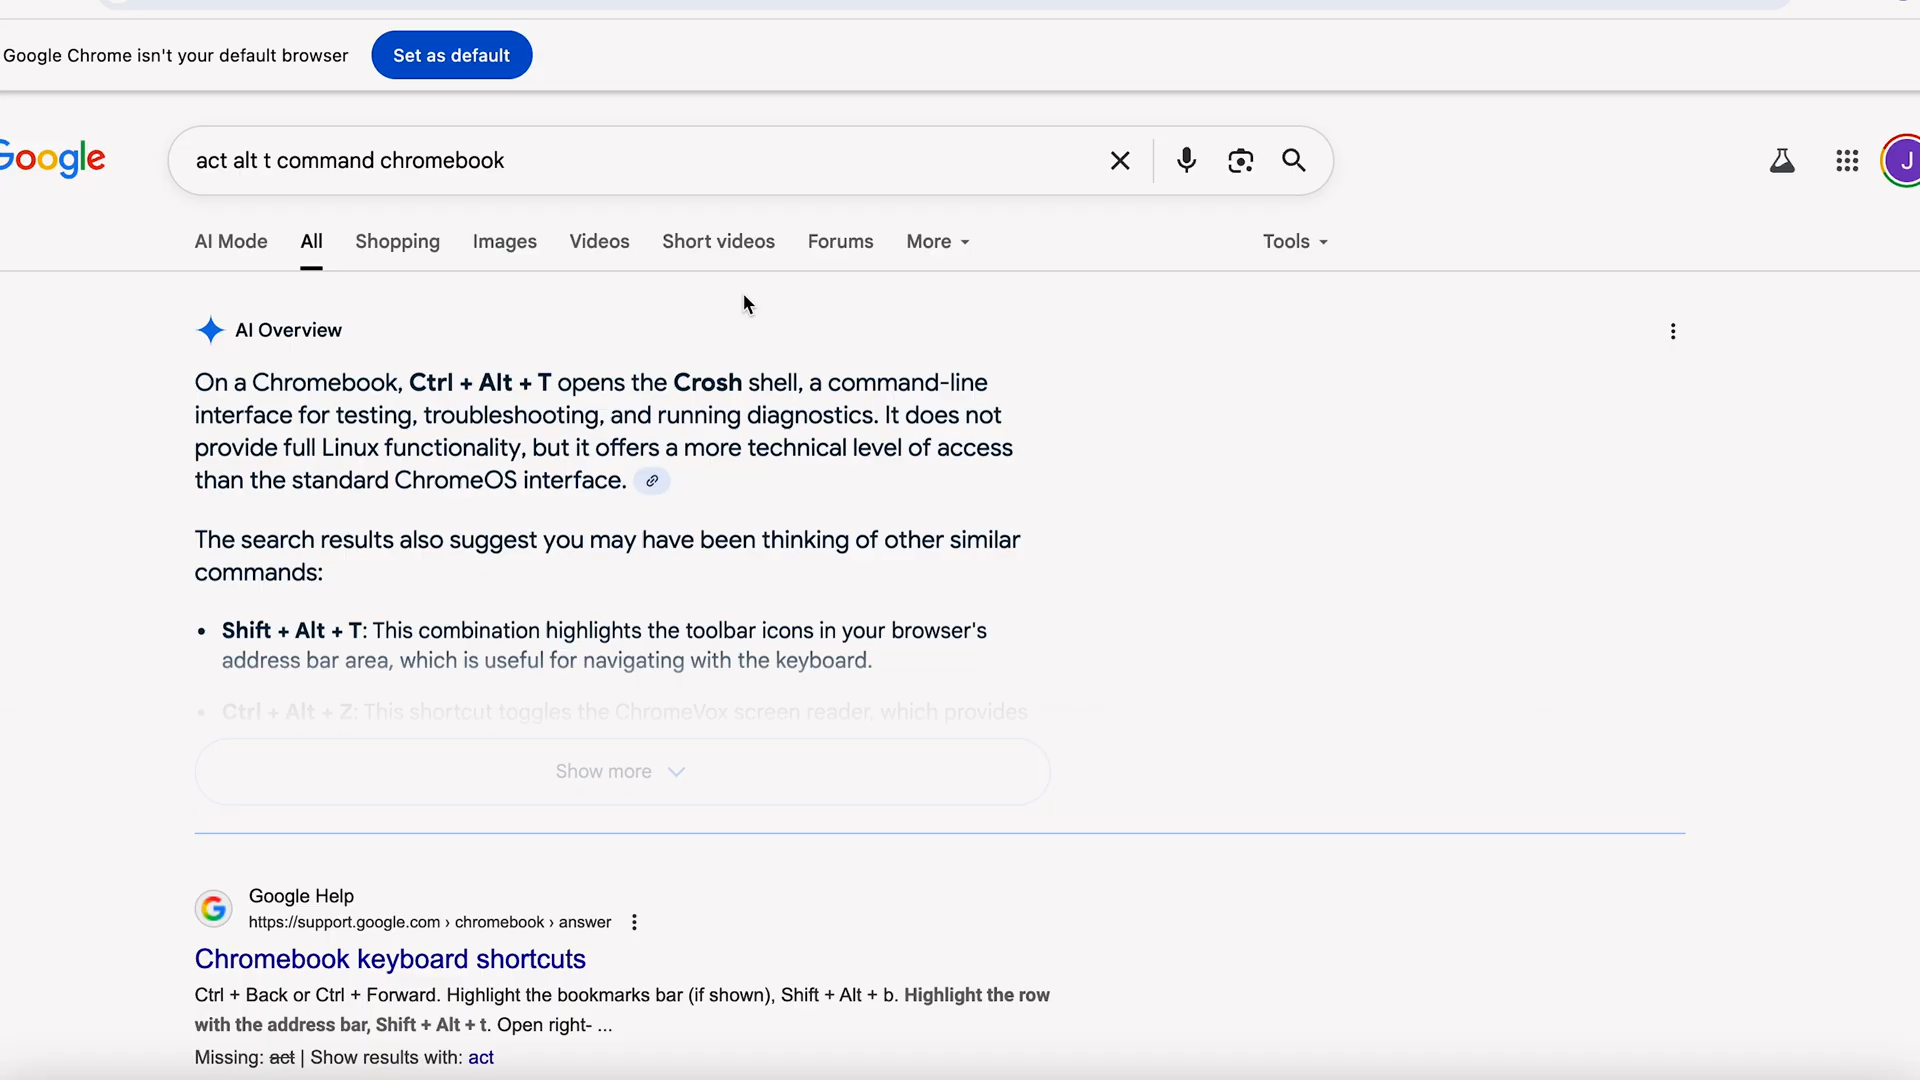 Google Chrome isn't your default browser
Set as default
Google
act alt t command chromebook
J
AI Mode
All
Shopping
Images
Videos
Short videos
Forums
More
Tools
AI Overview
On a Chromebook, Ctrl + Alt + T opens the Crosh shell, a command-line
interface for testing, troubleshooting, and running diagnostics. It does not
provide full Linux functionality, but it offers a more technical level of access
than the standard ChromeOS interface.
The search results also suggest you may have been thinking of other similar
commands:
• Shift + Alt + T: This combination highlights the toolbar icons in your browser's
address bar area, which is useful for navigating with the keyboard.
• Ctrl + Alt + Z: This shortcut toggles the ChromeVox screen reader, which provides
Show more
Google Help
https://support.google.com › chromebook › answer
Chromebook keyboard shortcuts
Ctrl + Back or Ctrl + Forward. Highlight the bookmarks bar (if shown), Shift + Alt + b. Highlight the row
with the address bar, Shift + Alt + t. Open right- ...
Missing: act | Show results with: act